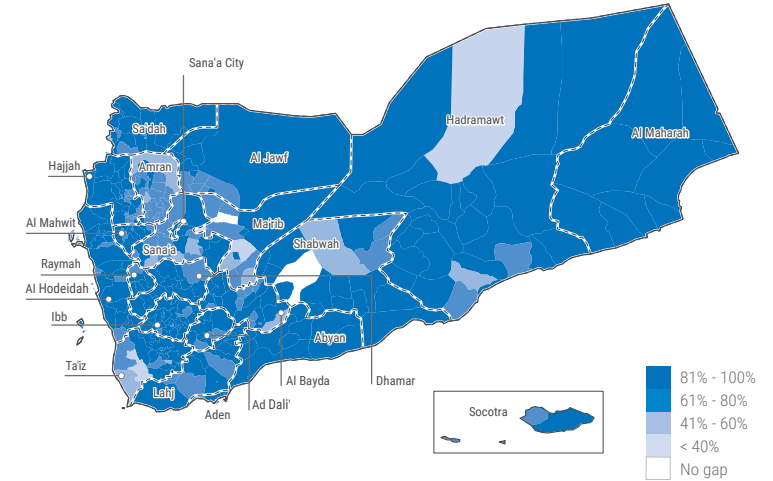 Sana'a City
Sa'dah
Hadramawt
Al Maharah
Al Jawf
Hajjah
Amran
Al Mahwit
Ma'rib
Sana'a
Shabwah
Raymah
Al Hodeidah
Ibb
Abyan
Ta'iz
Lahj
Al Bayda
Dhamar
Ad Dali'
Aden
Socotra
81% - 100%
61% - 80%
41% - 60%
< 40%
No gap